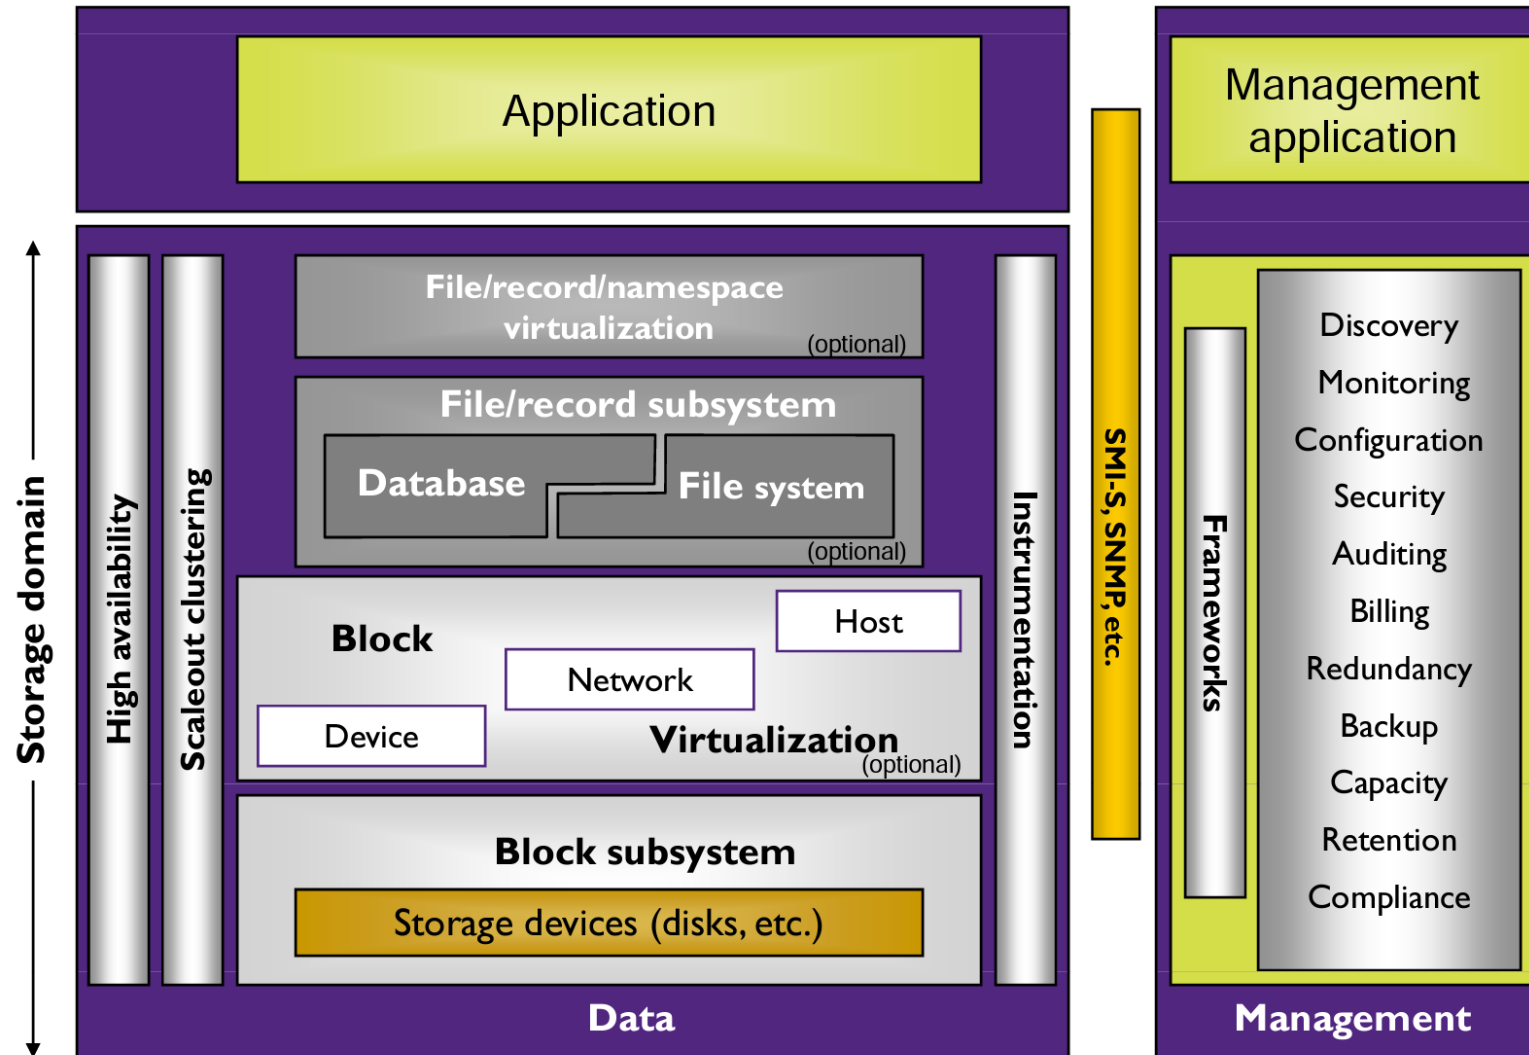 Application
Management
application
Storage domain
High availability
Scaleout clustering
File/record/namespace
virtualization
(optional)
File/record subsystem
Database
File system
(optional)
Block
Host
Network
Device
Virtualization
(optional)
Block subsystem
Storage devices (disks, etc.)
Instrumentation
Data
SMI-S, SNMP, etc.
Frameworks
Discovery
Monitoring
Configuration
Security
Auditing
Billing
Redundancy
Backup
Capacity
Retention
Compliance
Management